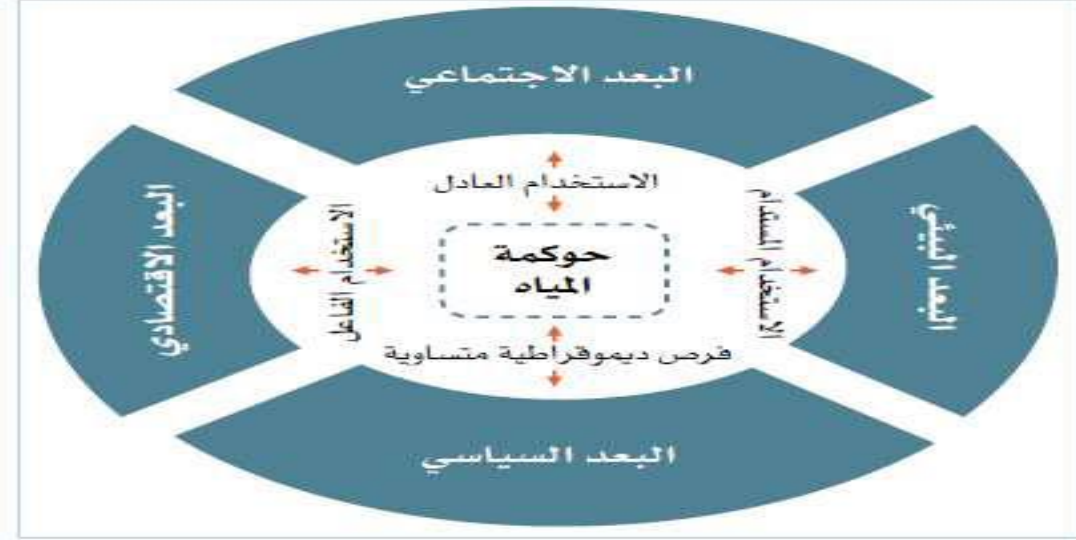 البعد الاجتماعي
الاستخدام العادل
البعد البيئي
الاستخدام المستدام
حوكمة
المياه
الاستخدام الفاعل
البعد الاقتصادي
فرص ديموقراطية متساوية
البعد السياسي